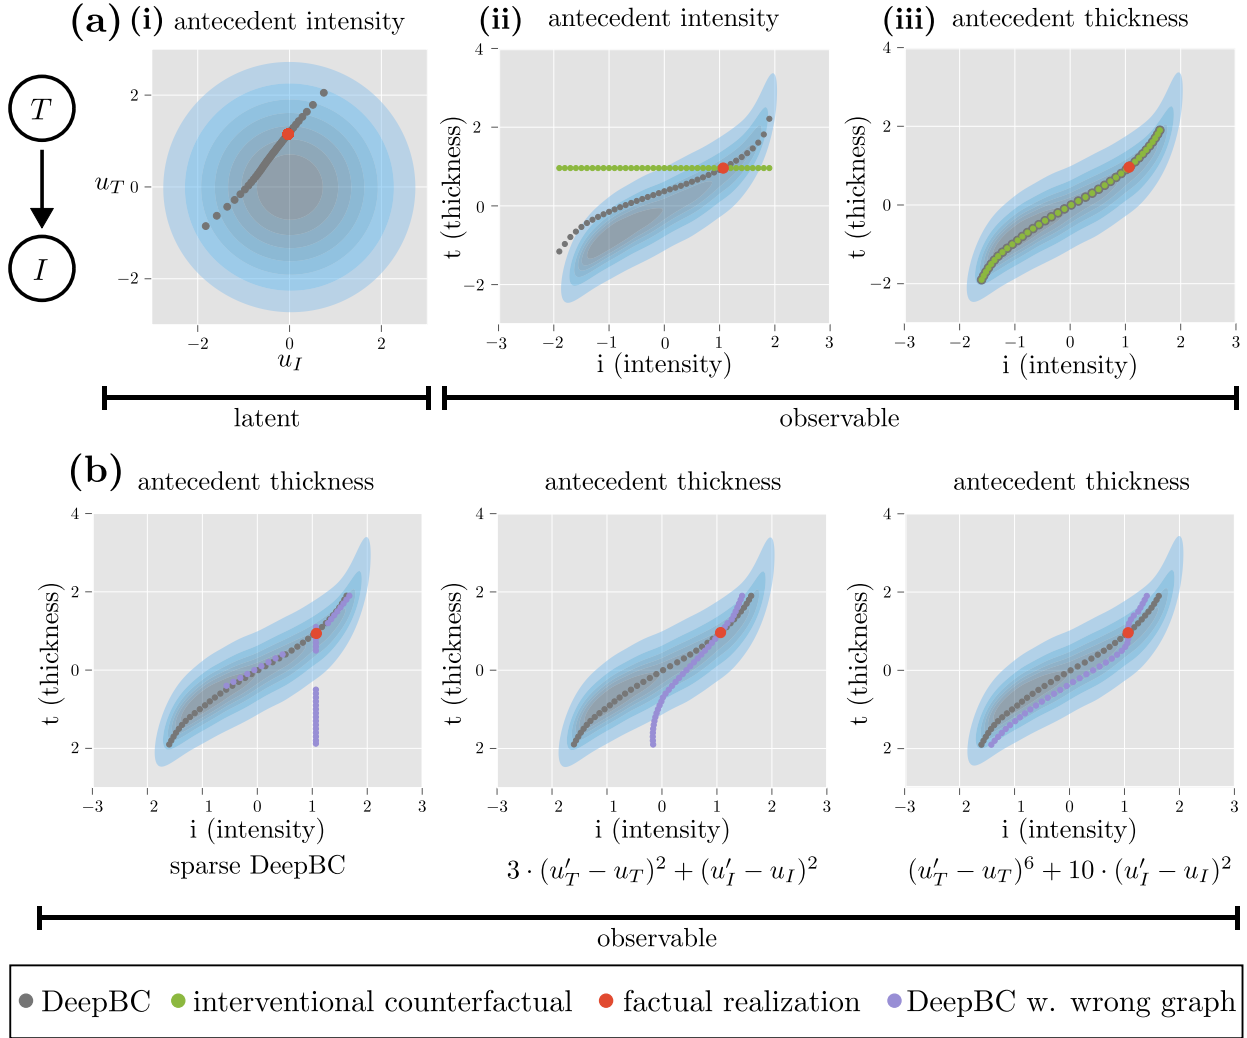 (a) (i) antecedent intensity
(ii) antecedent intensity
(iii) antecedent thickness
T
I
u_T
2
0
−2
−2 0 2
u_I
t (thickness)
4
2
0
−2
−3 −2 −1 0 1 2 3
i (intensity)
t (thickness)
4
2
0
−2
−3 −2 −1 0 1 2 3
i (intensity)
latent
observable
(b)
antecedent thickness
antecedent thickness
antecedent thickness
t (thickness)
4
2
0
2
−3 2 1 0 1 2 3
i (intensity)
sparse DeepBC
t (thickness)
4
2
0
2
−3 2 1 0 1 2 3
i (intensity)
3 · (u′_T − u_T)² + (u′_I − u_I)²
t (thickness)
4
2
0
2
−3 2 1 0 1 2 3
i (intensity)
(u′_T − u_T)⁶ + 10 · (u′_I − u_I)²
observable
DeepBC interventional counterfactual factual realization DeepBC w. wrong graph